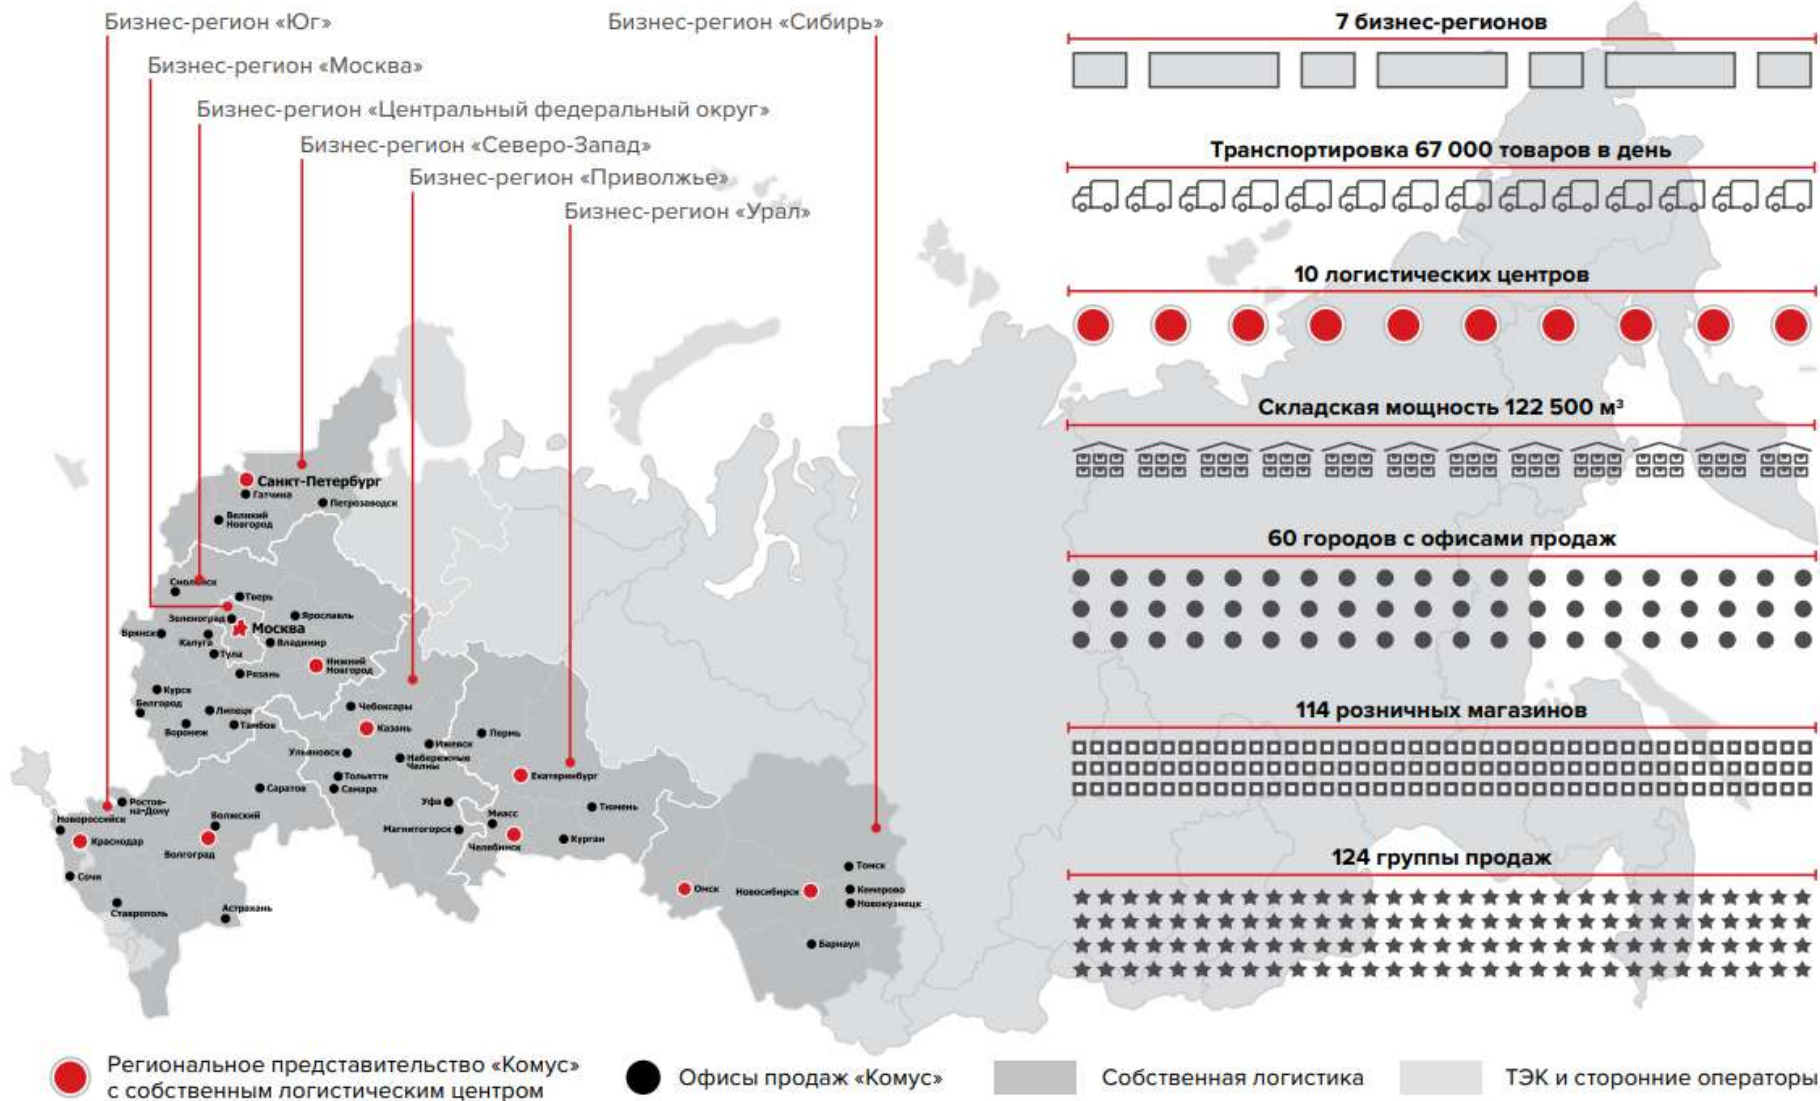 Бизнес-регион «Юг»
Бизнес-регион «Сибирь»
Бизнес-регион «Москва»
Бизнес-регион «Центральный федеральный округ»
Бизнес-регион «Северо-Запад»
Бизнес-регион «Приволжье»
Бизнес-регион «Урал»
Санкт-Петербург
Гатчина
Петрозаводск
Великий
Новгород
Смоленск
Тверь
Зеленоград
Ярославль
Брянск
Москва
Калуга
Владимир
Тула
Нижний
Новгород
Рязань
Курск
Белгород
Липецк
Воронеж
Тамбов
Чебоксары
Казань
Пермь
Ижевск
Ульяновск
Набережные
Челны
Тольятти
Самара
Екатеринбург
Саратов
Уфа
Тюмень
Ростов-
на-Дону
Новороссийск
Волжский
Миасс
Магнитогорск
Краснодар
Волгоград
Челябинск
Курган
Сочи
Ставрополь
Астрахань
Омск
Новосибирск
Томск
Кемерово
Новокузнецк
Барнаул
7 бизнес-регионов
Транспортировка 67 000 товаров в день
10 логистических центров
Складская мощность 122 500 м³
60 городов с офисами продаж
114 розничных магазинов
124 группы продаж
Региональное представительство «Комус»
с собственным логистическим центром
Офисы продаж «Комус»
Собственная логистика
ТЭК и сторонние операторы